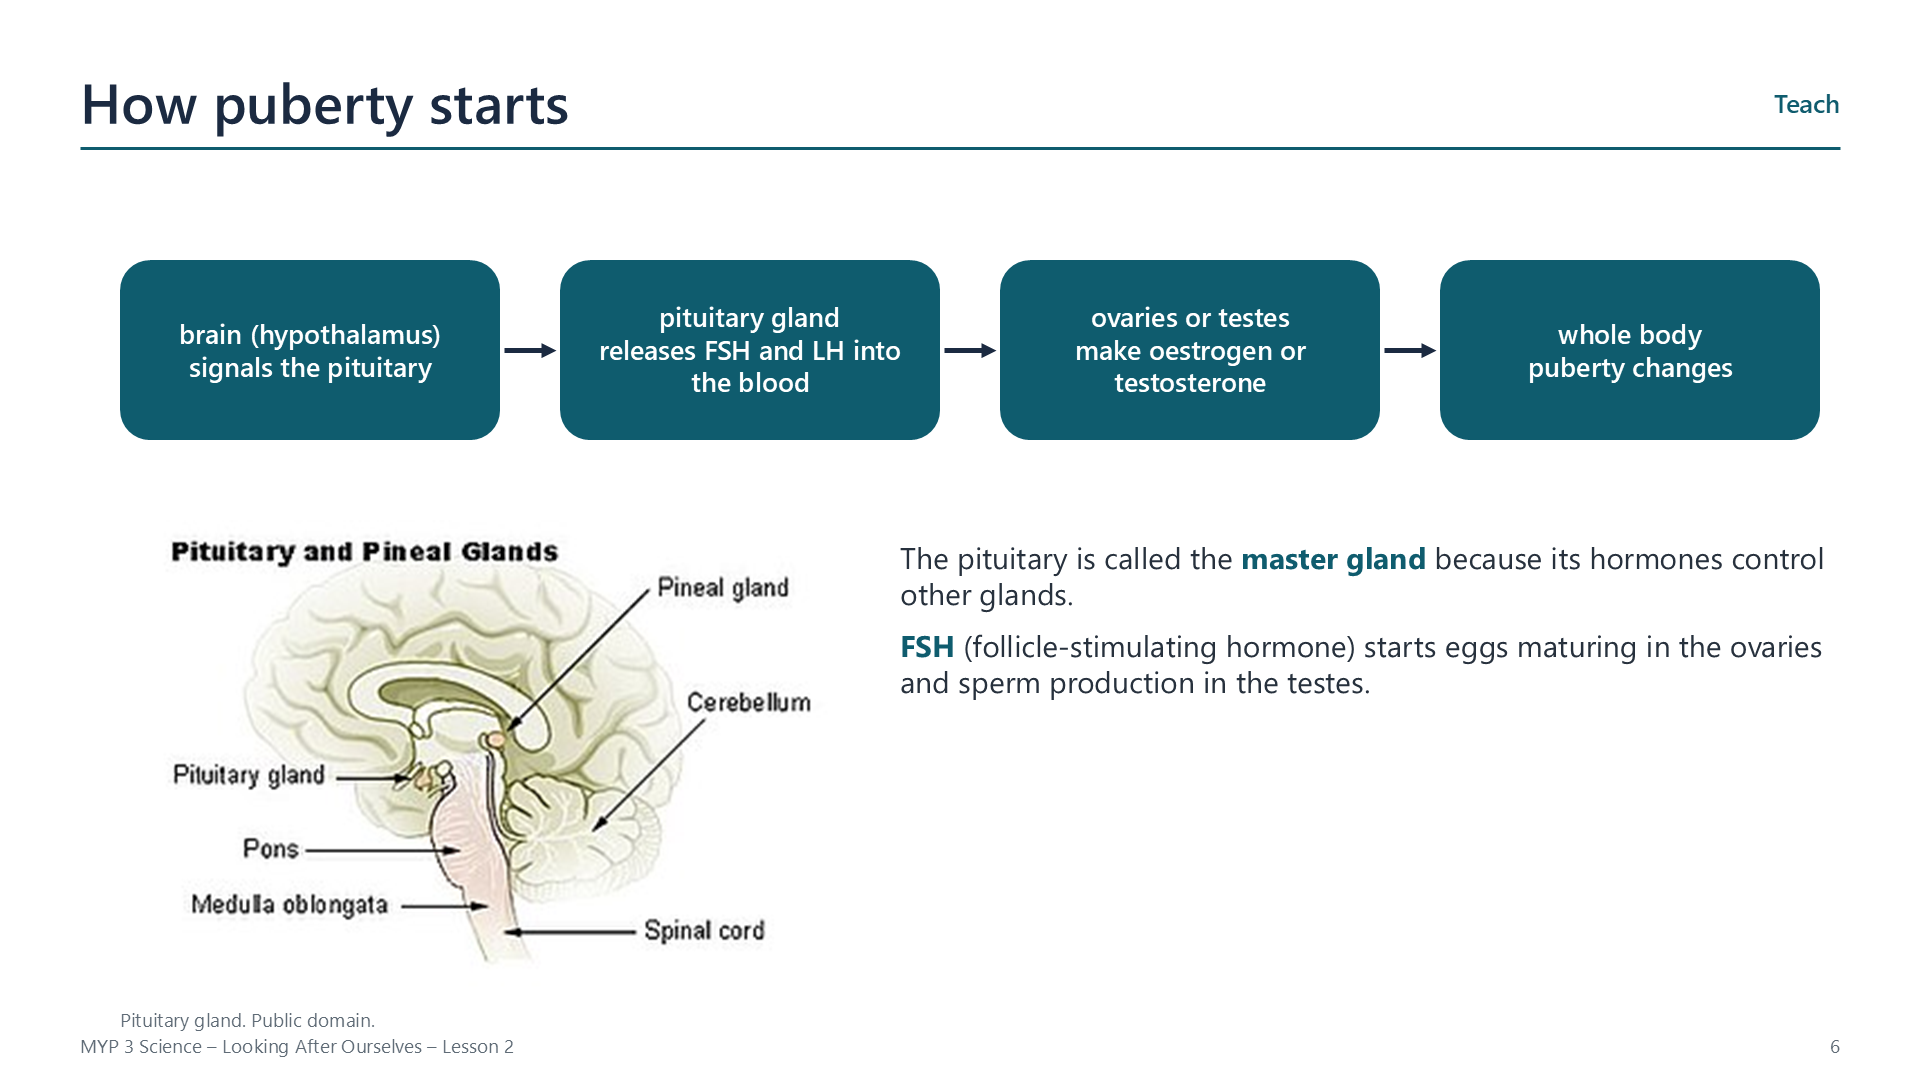 How puberty starts
Teach
brain (hypothalamus)
signals the pituitary
pituitary gland
releases FSH and LH into
the blood
ovaries or testes
make oestrogen or
testosterone
whole body
puberty changes
Pituitary and Pineal Glands
Pineal gland
Cerebellum
Pituitary gland
Pons
Medulla oblongata
Spinal cord
The pituitary is called the master gland because its hormones control
other glands.
FSH (follicle-stimulating hormone) starts eggs maturing in the ovaries
and sperm production in the testes.
Pituitary gland. Public domain.
MYP 3 Science – Looking After Ourselves – Lesson 2
6